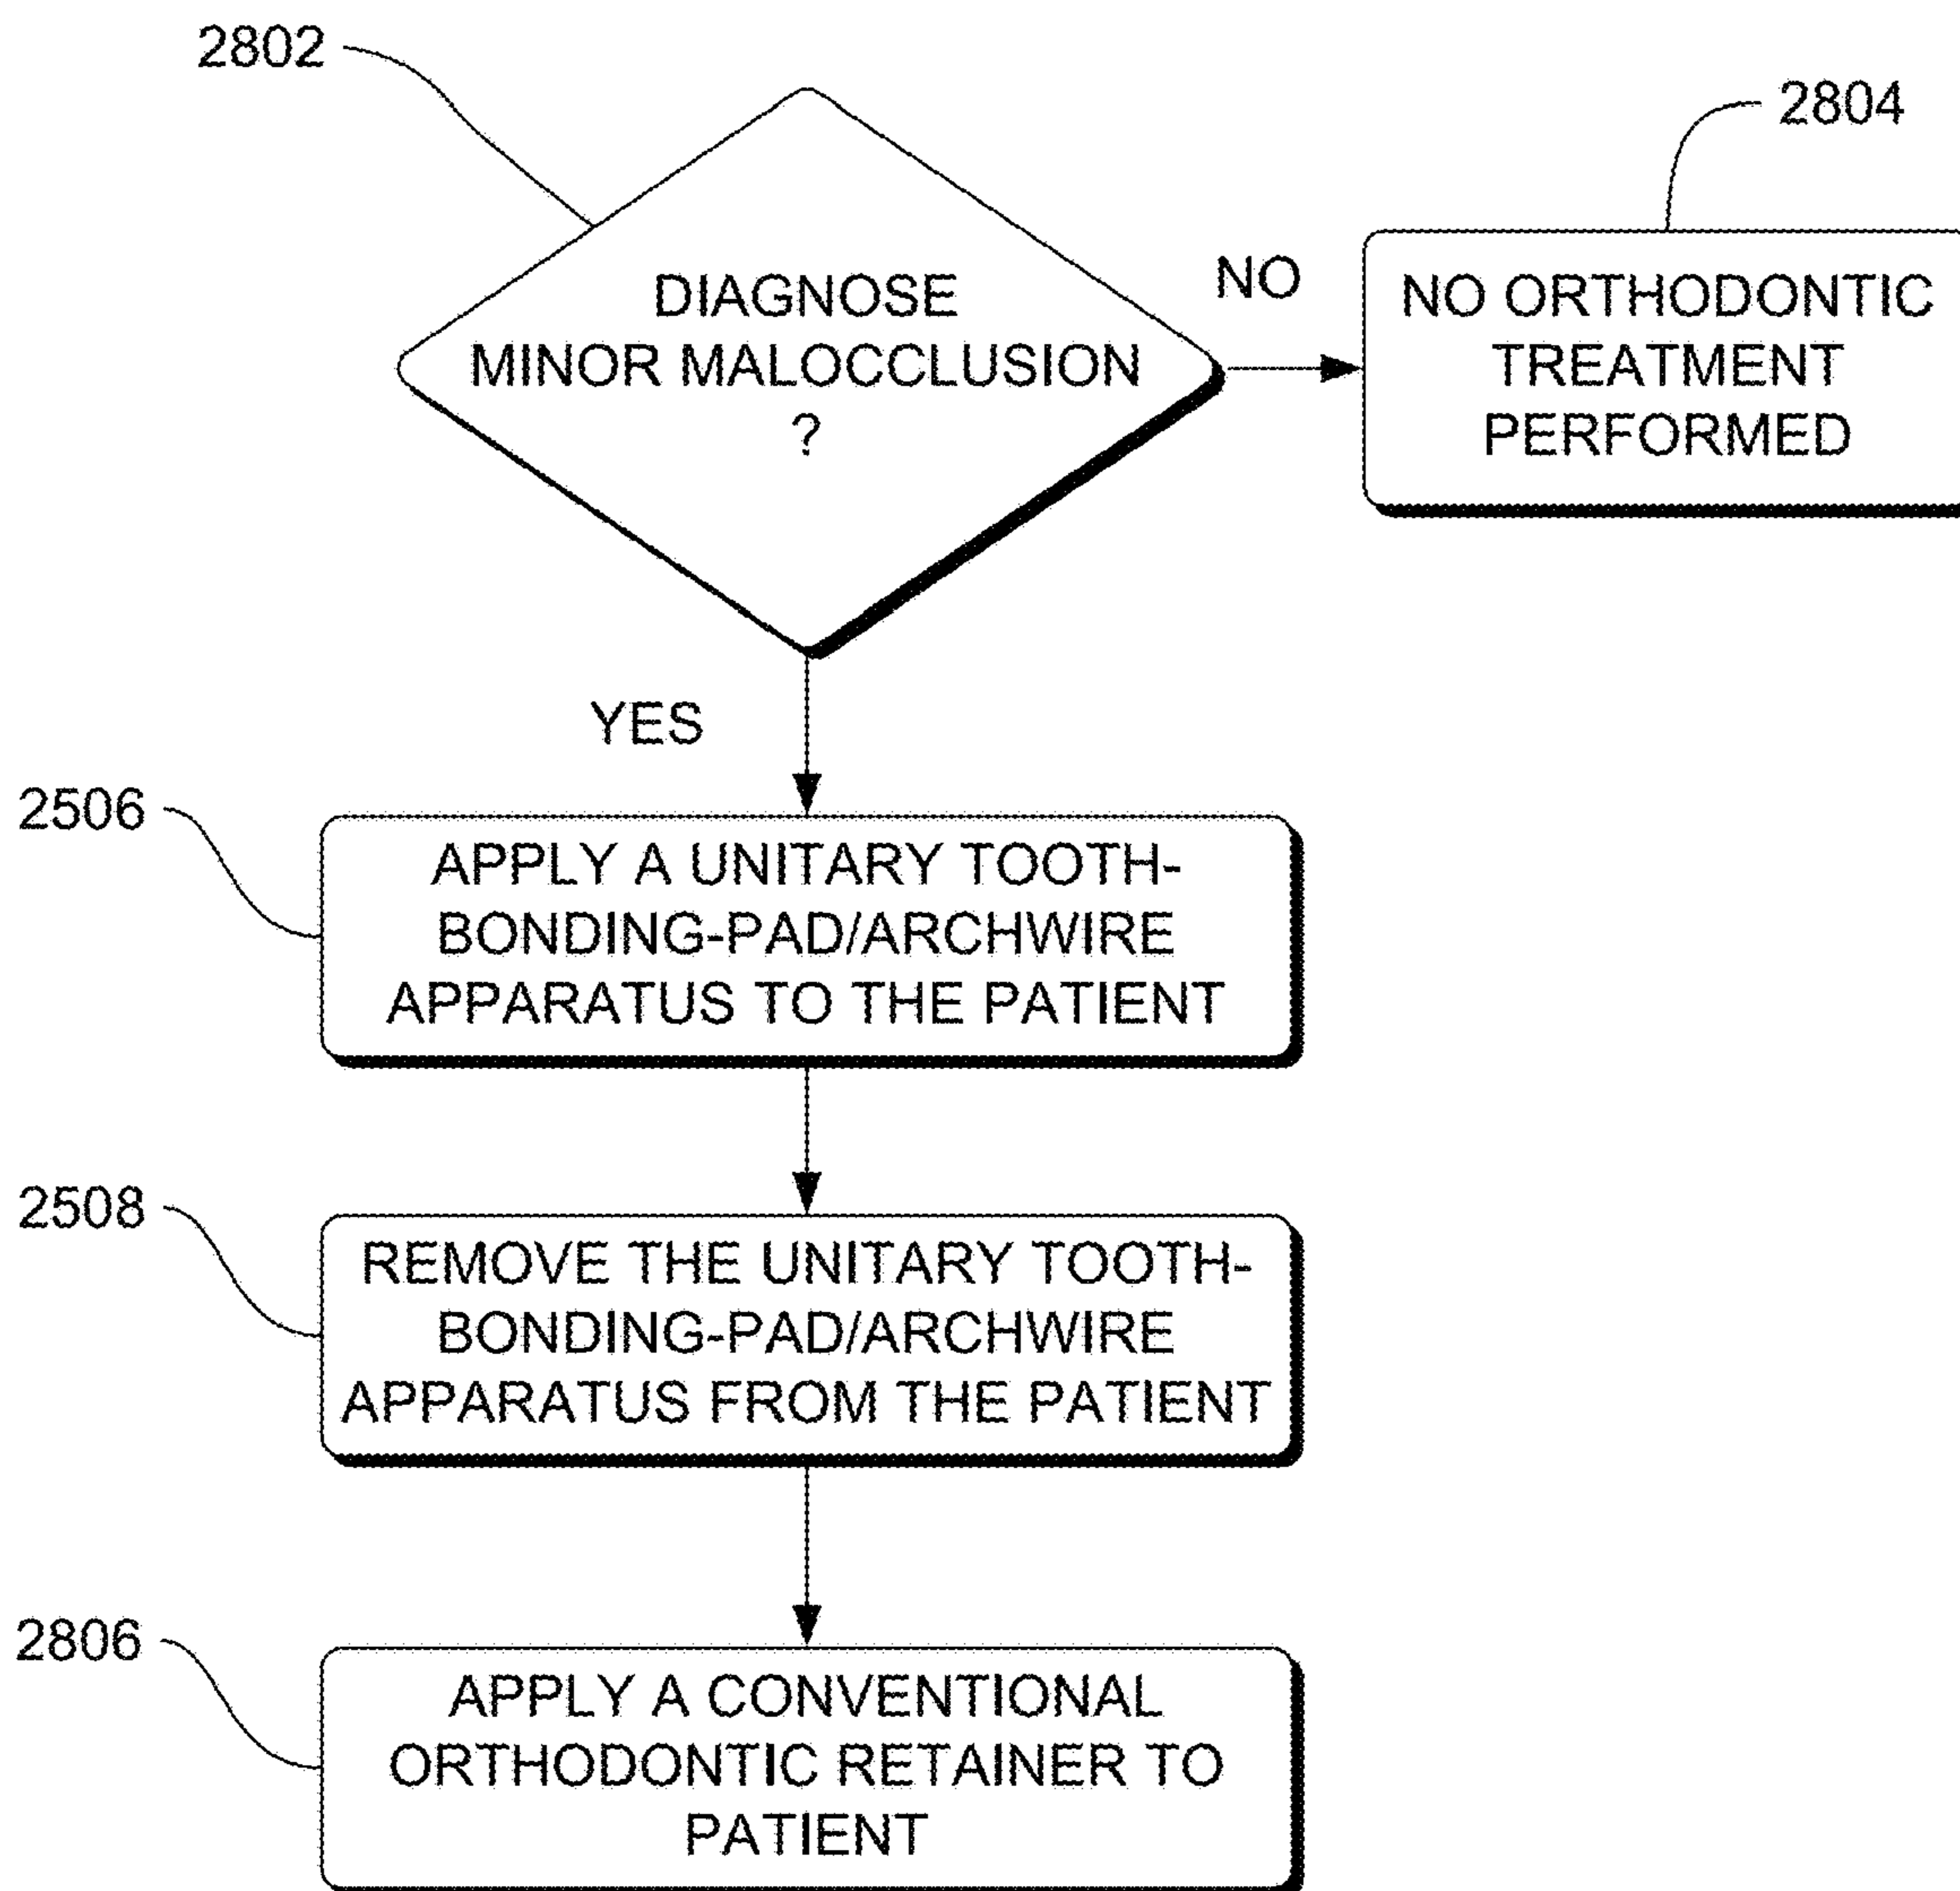 2802
2804
DIAGNOSE
MINOR MALOCCLUSION
?
NO
NO ORTHODONTIC
TREATMENT
PERFORMED
YES
2506
APPLY A UNITARY TOOTH-
BONDING-PAD/ARCHWIRE
APPARATUS TO THE PATIENT
2508
REMOVE THE UNITARY TOOTH-
BONDING-PAD/ARCHWIRE
APPARATUS FROM THE PATIENT
2806
APPLY A CONVENTIONAL
ORTHODONTIC RETAINER TO
PATIENT